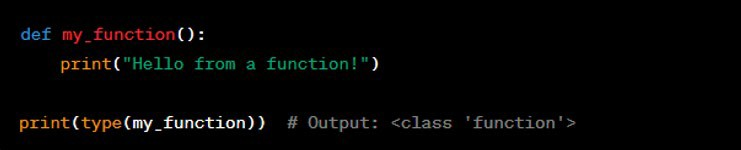 def my_function():
    print("Hello from a function!")
print(type(my_function))  # Output: <class 'function'>